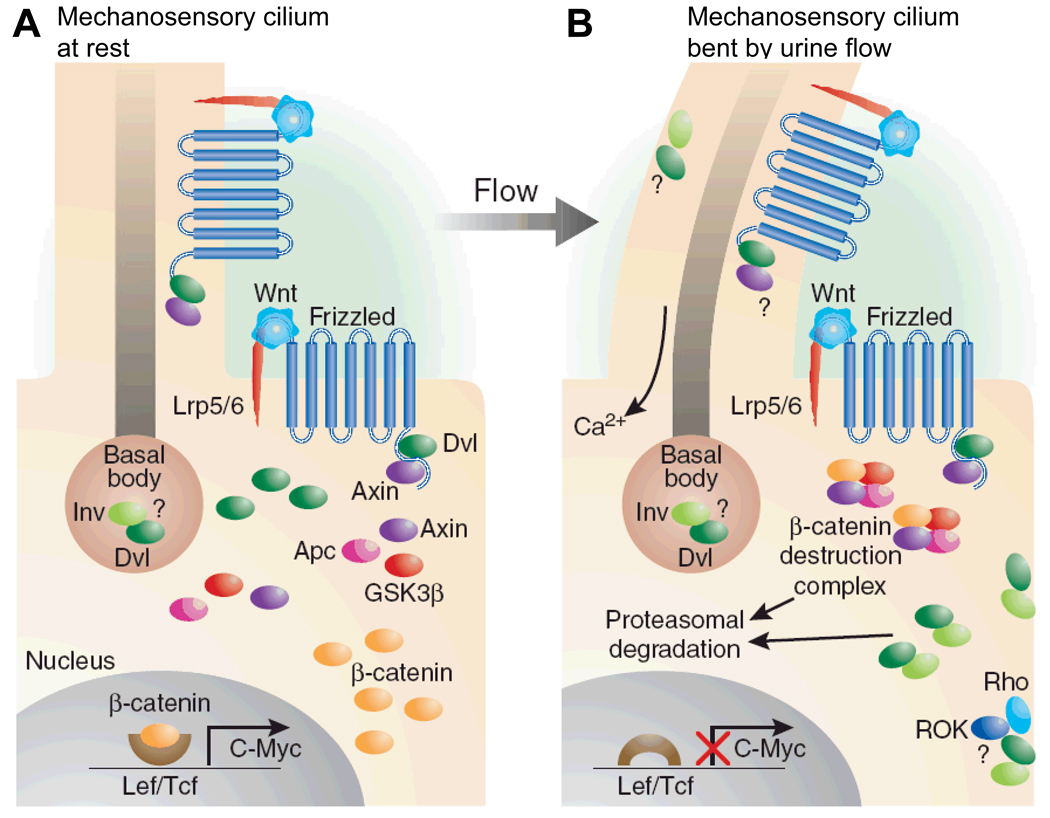 A
Mechanosensory cilium
at rest
Wnt
Frizzled
Lrp5/6
Dvl
Axin
Basal
body
Inv
?
Dvl
Axin
Apc
GSK3β
Nucleus
β-catenin
β-catenin
C-Myc
Lef/Tcf
Flow
B
Mechanosensory cilium
bent by urine flow
?
?
Wnt
Frizzled
Lrp5/6
Ca2+
Basal
body
Inv
?
Dvl
β-catenin
destruction
complex
Proteasomal
degradation
Rho
ROK
?
C-Myc
Lef/Tcf